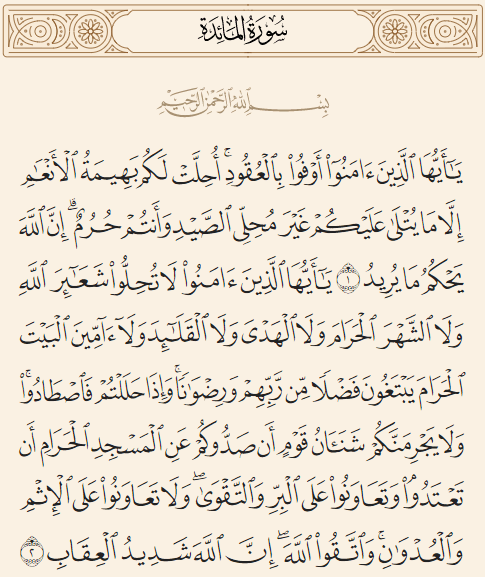 سُورَةُ المَائِدَةِ
بِسۡمِ ٱللَّهِ ٱلرَّحۡمَٰنِ ٱلرَّحِيمِ
يَٰٓأَيُّهَا ٱلَّذِينَ ءَامَنُوٓاْ أَوۡفُواْ بِٱلۡعُقُودِۚ أُحِلَّتۡ لَكُم بَهِيمَةُ ٱلۡأَنۡعَٰمِ
إِلَّا مَا يُتۡلَىٰ عَلَيۡكُمۡ غَيۡرَ مُحِلِّي ٱلصَّيۡدِ وَأَنتُمۡ حُرُمٌۗ إِنَّ ٱللَّهَ
يَحۡكُمُ مَا يُرِيدُ ١ يَٰٓأَيُّهَا ٱلَّذِينَ ءَامَنُواْ لَا تُحِلُّواْ شَعَٰٓئِرَ ٱللَّهِ
وَلَا ٱلشَّهۡرَ ٱلۡحَرَامَ وَلَا ٱلۡهَدۡيَ وَلَا ٱلۡقَلَٰٓئِدَ وَلَآ ءَآمِّينَ ٱلۡبَيۡتَ
ٱلۡحَرَامَ يَبۡتَغُونَ فَضۡلٗا مِّن رَّبِّهِمۡ وَرِضۡوَٰنٗاۚ وَإِذَا حَلَلۡتُمۡ فَٱصۡطَادُواْۚ
وَلَا يَجۡرِمَنَّكُمۡ شَنَـَٔانُ قَوۡمٍ أَن صَدُّوكُمۡ عَنِ ٱلۡمَسۡجِدِ ٱلۡحَرَامِ أَن
تَعۡتَدُواْۘ وَتَعَاوَنُواْ عَلَى ٱلۡبِرِّ وَٱلتَّقۡوَىٰۖ وَلَا تَعَاوَنُواْ عَلَى ٱلۡإِثۡمِ
وَٱلۡعُدۡوَٰنِۚ وَٱتَّقُواْ ٱللَّهَۖ إِنَّ ٱللَّهَ شَدِيدُ ٱلۡعِقَابِ ٢